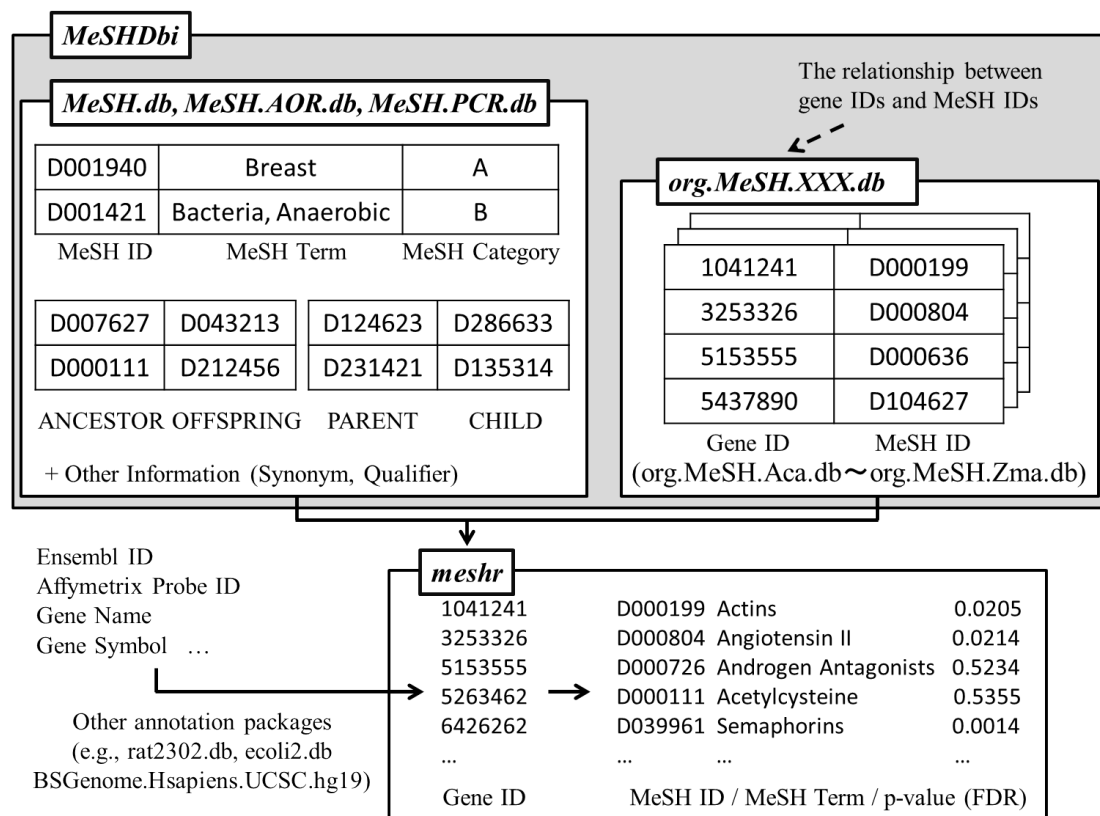 MeSHDbi
MeSH.db, MeSH.AOR.db, MeSH.PCR.db
D001940 Breast A
D001421 Bacteria, Anaerobic B
MeSH ID MeSH Term MeSH Category
D007627 D043213 D124623 D286633
D000111 D212456 D231421 D135314
ANCESTOR OFFSPRING PARENT CHILD
+ Other Information (Synonym, Qualifier)
The relationship between
gene IDs and MeSH IDs
org.MeSH.XXX.db
1041241 D000199
3253326 D000804
5153555 D000636
5437890 D104627
Gene ID MeSH ID
(org.MeSH.Aca.db～org.MeSH.Zma.db)
Ensembl ID
Affymetrix Probe ID
Gene Name
Gene Symbol …
Other annotation packages
(e.g., rat2302.db, ecoli2.db
BSGenome.Hsapiens.UCSC.hg19)
meshr
1041241 D000199 Actins 0.0205
3253326 D000804 Angiotensin II 0.0214
5153555 D000726 Androgen Antagonists 0.5234
5263462 D000111 Acetylcysteine 0.5355
6426262 D039961 Semaphorins 0.0014
… … … …
Gene ID MeSH ID / MeSH Term / p-value (FDR)